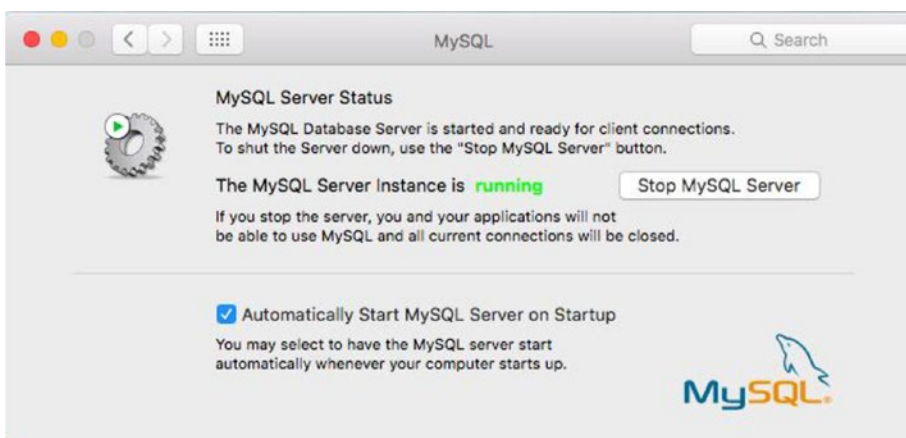 MySQL
Search
MySQL Server Status
The MySQL Database Server is started and ready for client connections.
To shut the Server down, use the "Stop MySQL Server" button.
The MySQL Server Instance is running
Stop MySQL Server
If you stop the server, you and your applications will not
be able to use MySQL and all current connections will be closed.
Automatically Start MySQL Server on Startup
You may select to have the MySQL server start
automatically whenever your computer starts up.
MySQL®